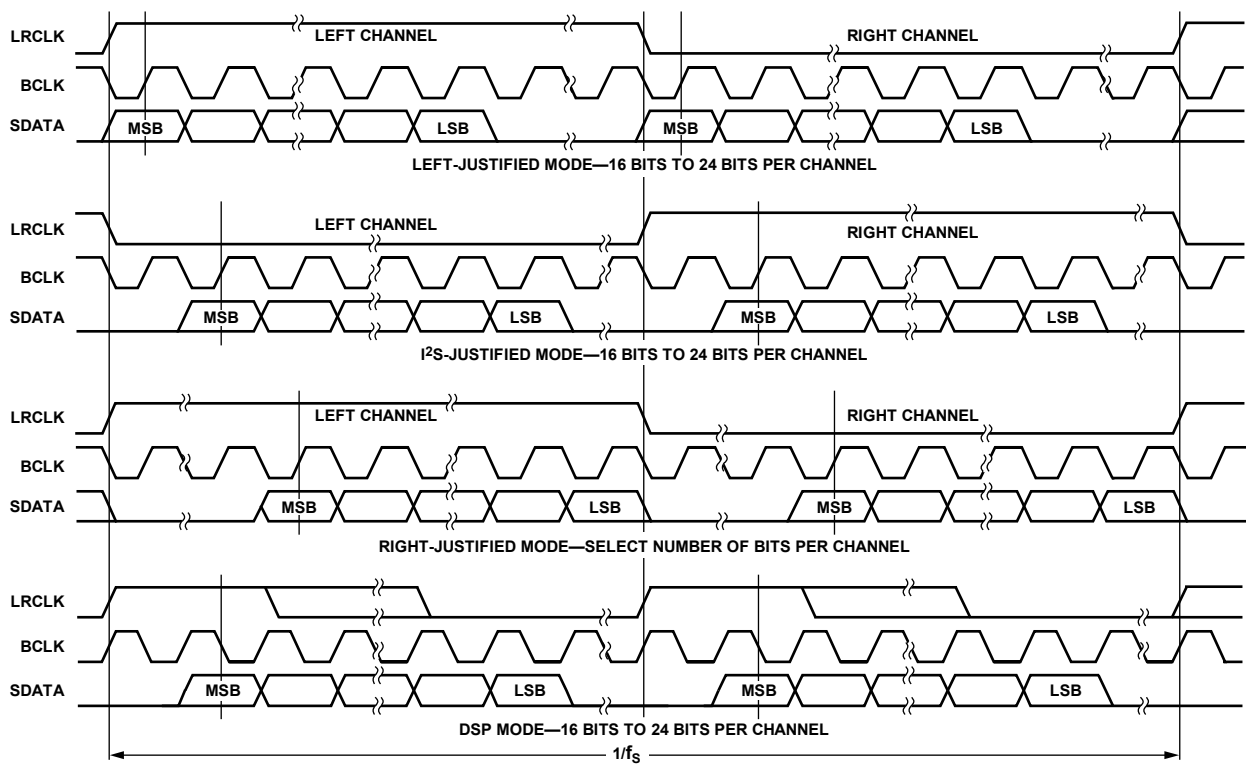 LRCLK LEFT CHANNEL RIGHT CHANNEL
BCLK
SDATA MSB LSB MSB LSB
LEFT-JUSTIFIED MODE—16 BITS TO 24 BITS PER CHANNEL
LRCLK LEFT CHANNEL RIGHT CHANNEL
BCLK
SDATA MSB LSB MSB LSB
I²S-JUSTIFIED MODE—16 BITS TO 24 BITS PER CHANNEL
LRCLK LEFT CHANNEL RIGHT CHANNEL
BCLK
SDATA MSB LSB MSB LSB
RIGHT-JUSTIFIED MODE—SELECT NUMBER OF BITS PER CHANNEL
LRCLK
BCLK
SDATA MSB LSB MSB LSB
DSP MODE—16 BITS TO 24 BITS PER CHANNEL
1/fS